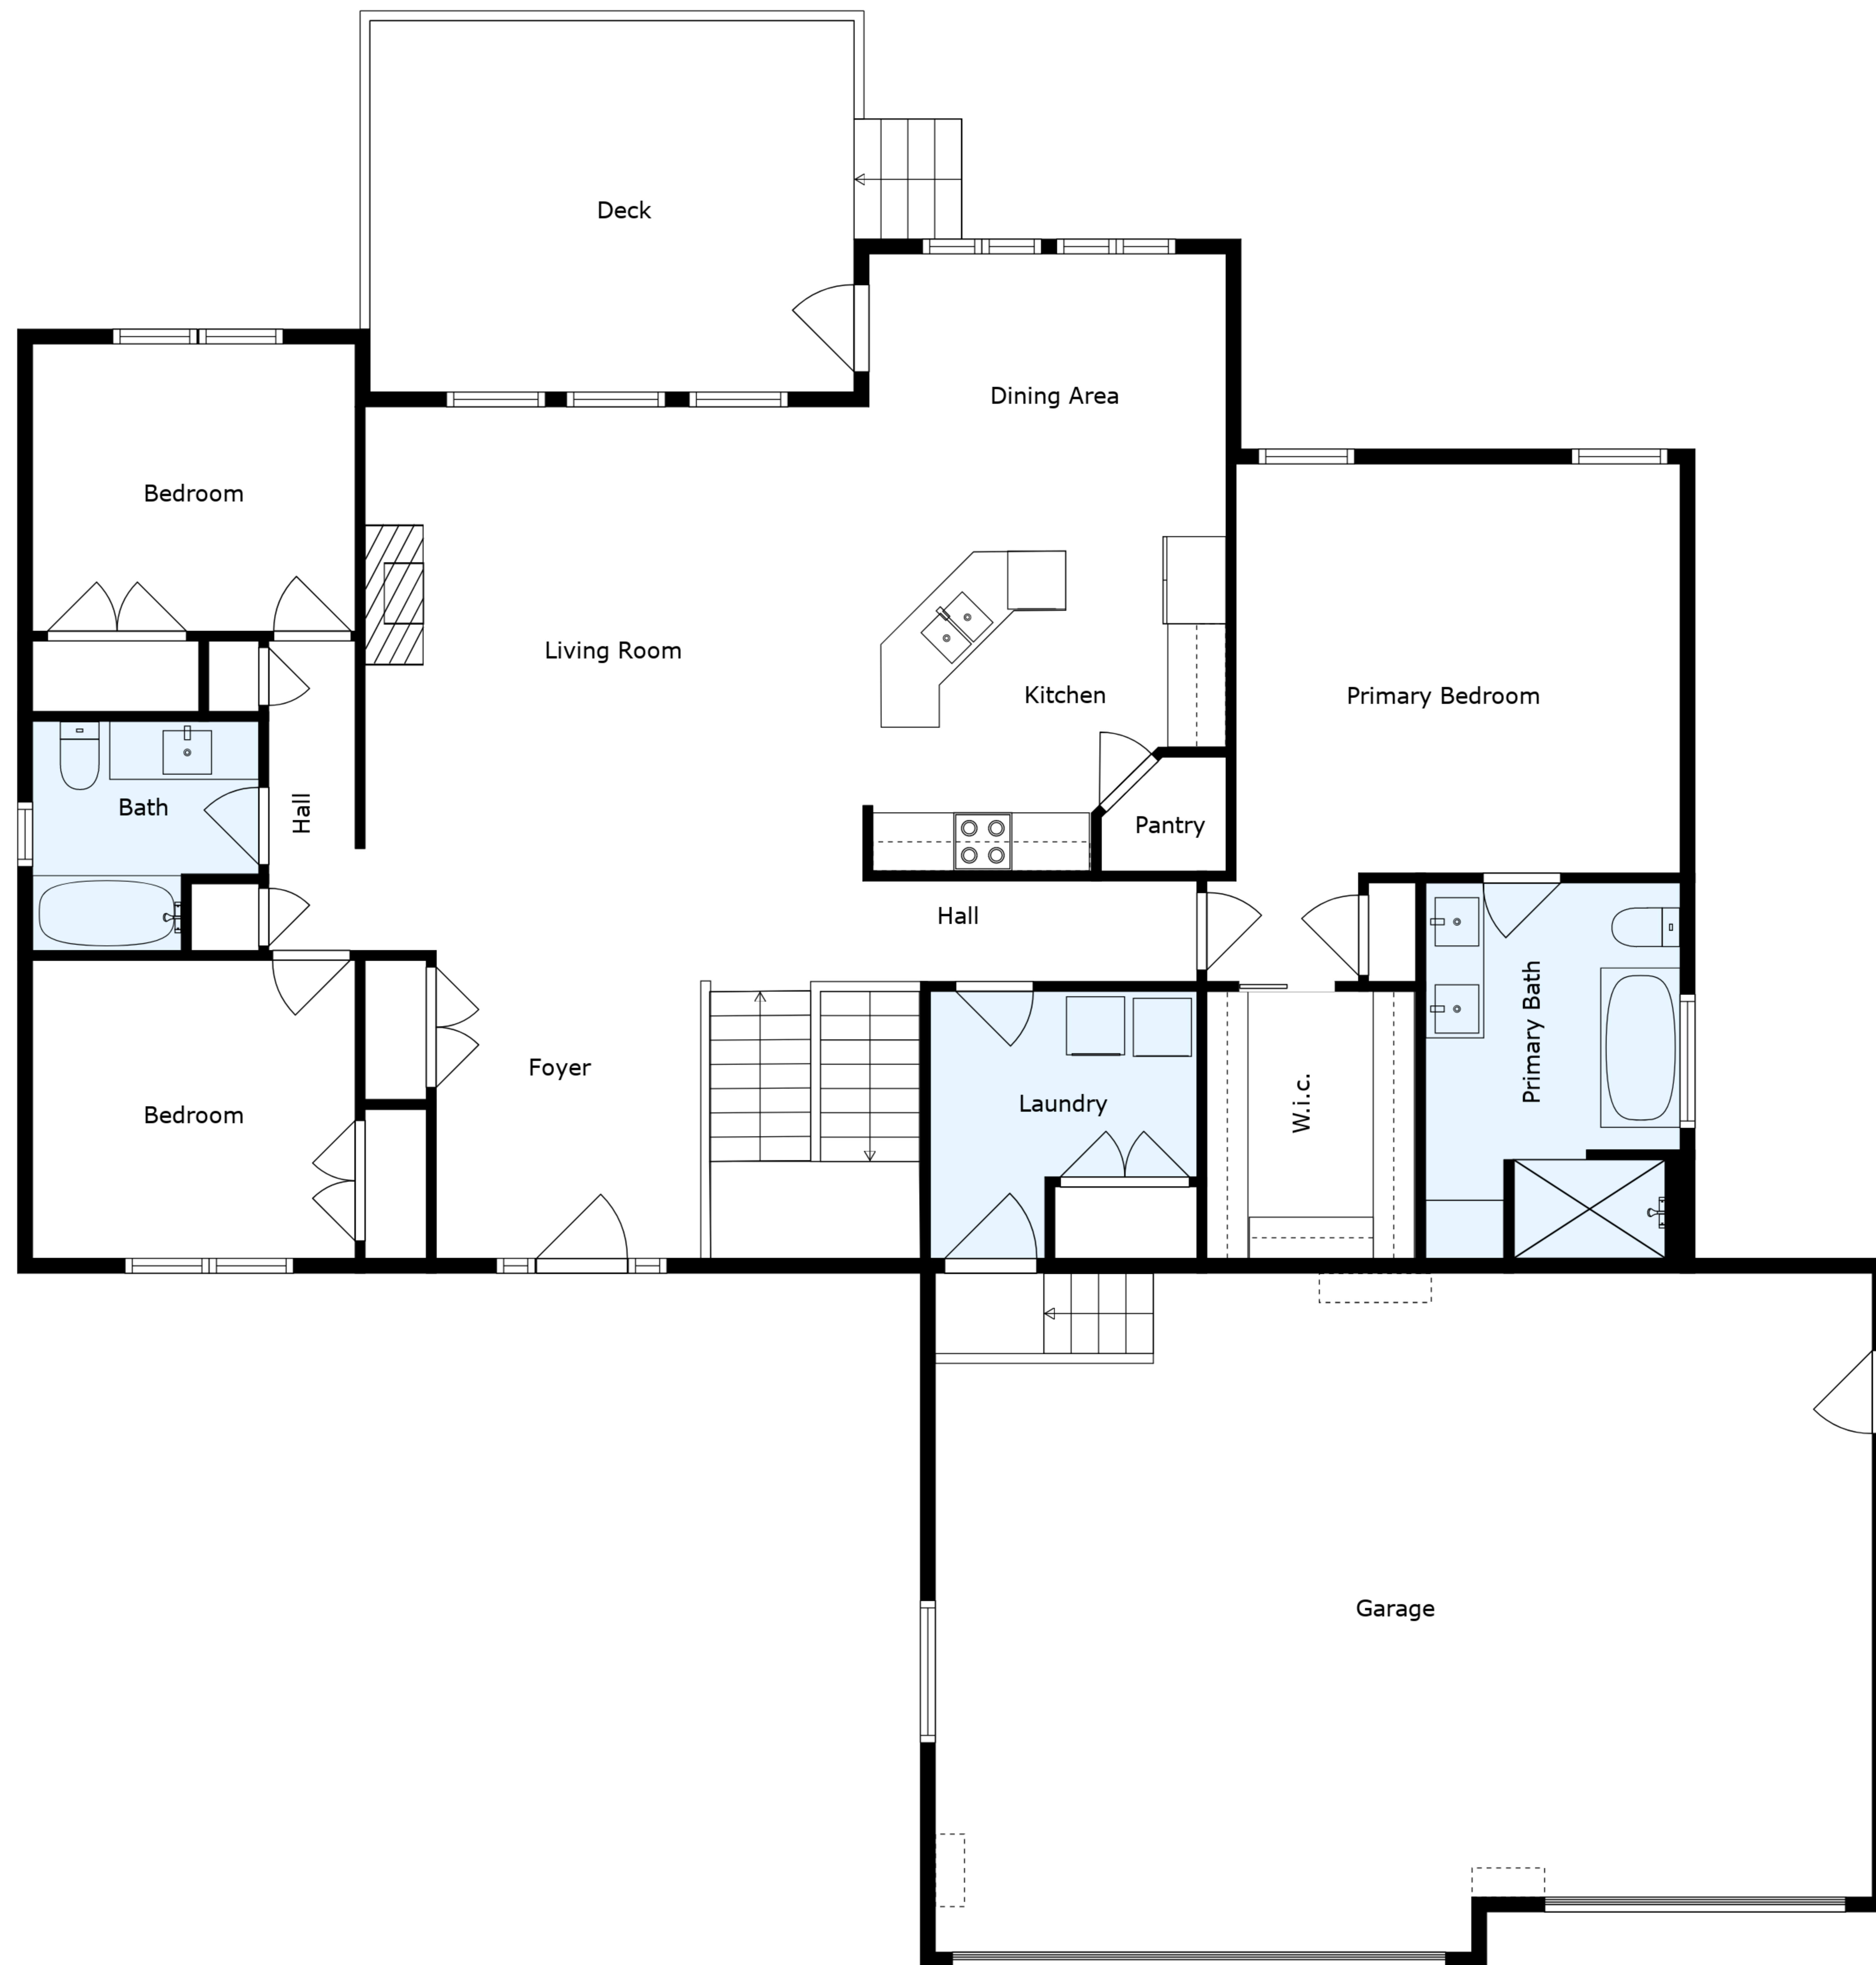 Deck
Dining Area
Bedroom
Living Room
Kitchen
Primary Bedroom
Bath
Hall
Pantry
Hall
Primary Bath
Foyer
Laundry
W.i.c.
Bedroom
Garage